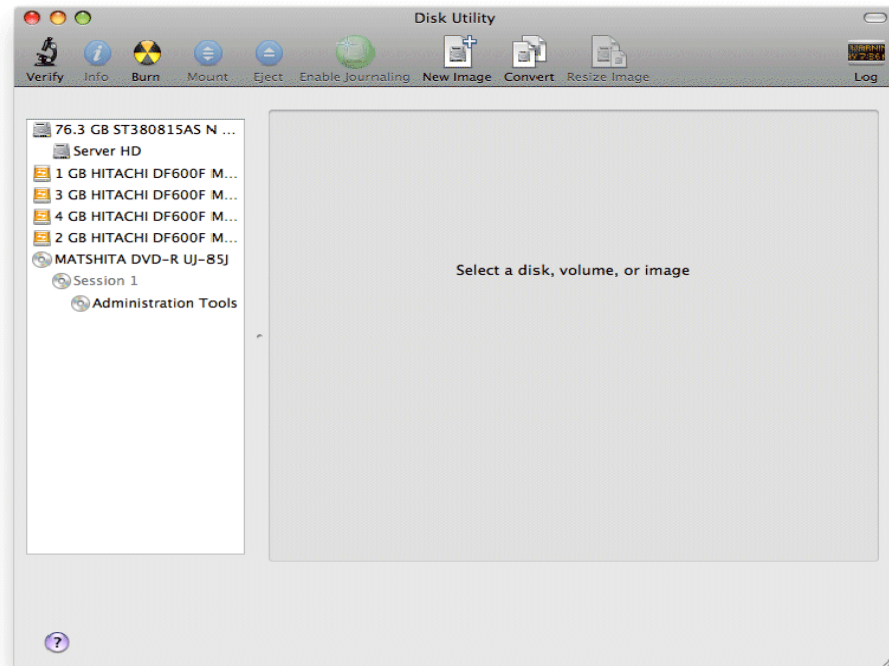 Disk Utility
Verify Info Burn Mount Eject Enable Journaling New Image Convert Resize Image Log
76.3 GB ST380815AS N ...
Server HD
1 GB HITACHI DF600F M...
3 GB HITACHI DF600F M...
4 GB HITACHI DF600F M...
2 GB HITACHI DF600F M...
MATSHITA DVD-R UJ-85J
Session 1
Administration Tools
Select a disk, volume, or image
?